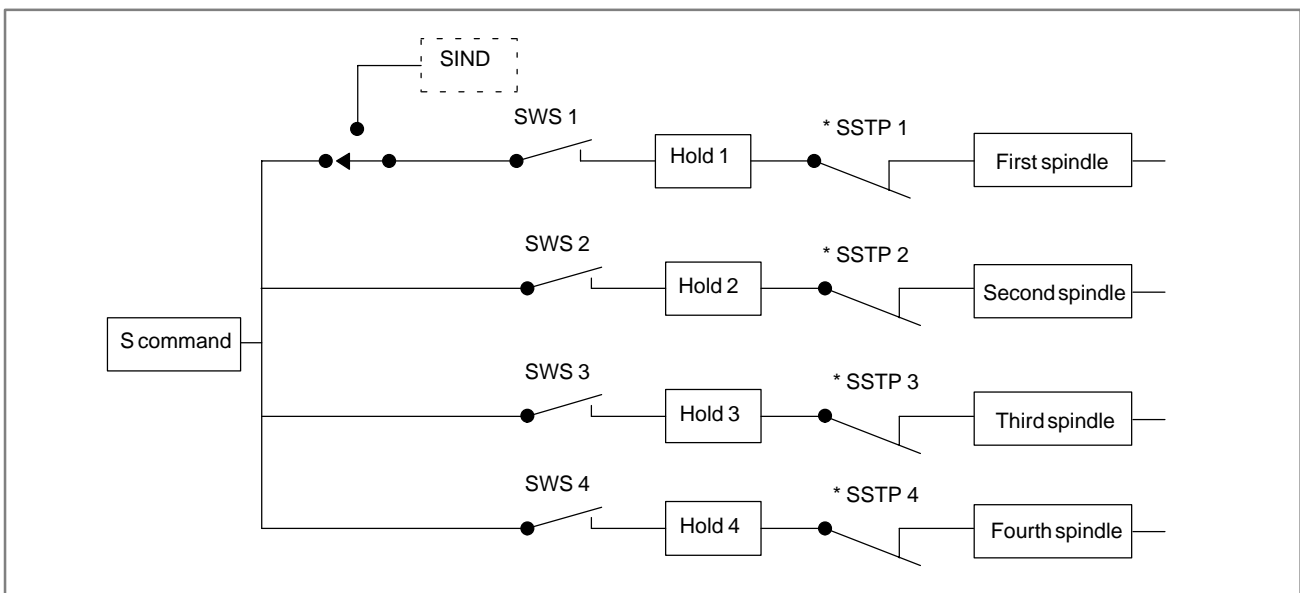 SIND
SWS 1
* SSTP 1
Hold 1
First spindle
SWS 2
* SSTP 2
Hold 2
Second spindle
S command
SWS 3
* SSTP 3
Hold 3
Third spindle
SWS 4
* SSTP 4
Hold 4
Fourth spindle